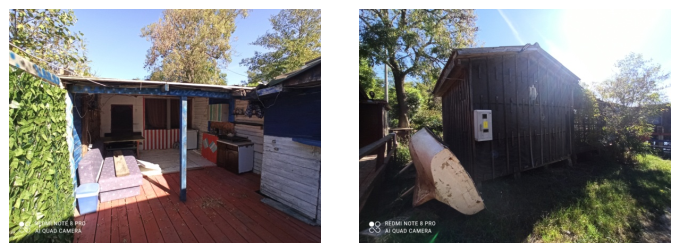 REDMI NOTE 8 PRO
AI QUAD CAMERA
REDMI NOTE 8 PRO
AI QUAD CAMERA